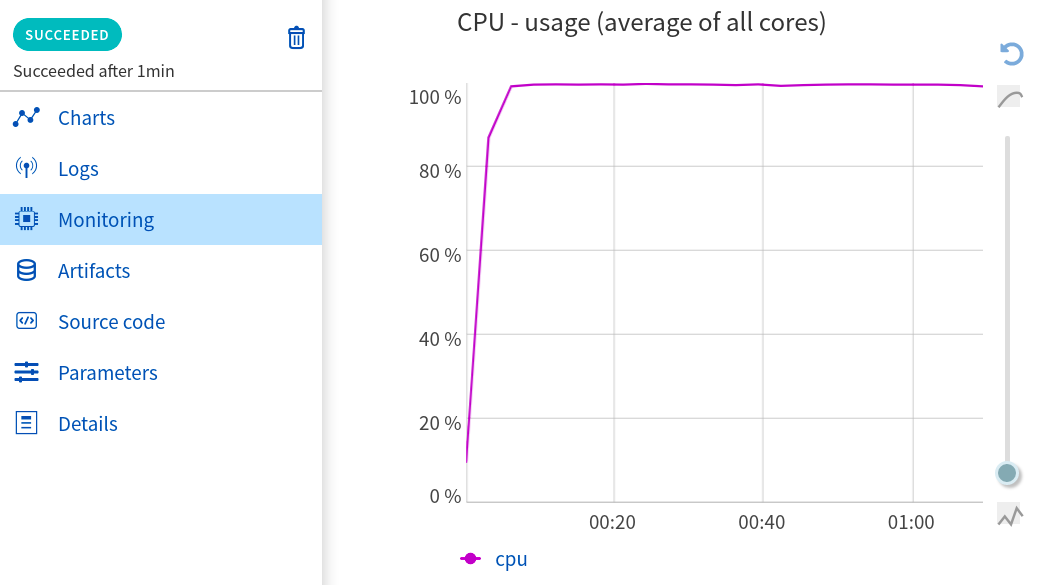 SUCCEEDED
Succeeded after 1min
Charts
Logs
Monitoring
Artifacts
Source code
Parameters
Details
CPU - usage (average of all cores)
100 %
80 %
60 %
40 %
20 %
0 %
00:20 00:40 01:00
cpu